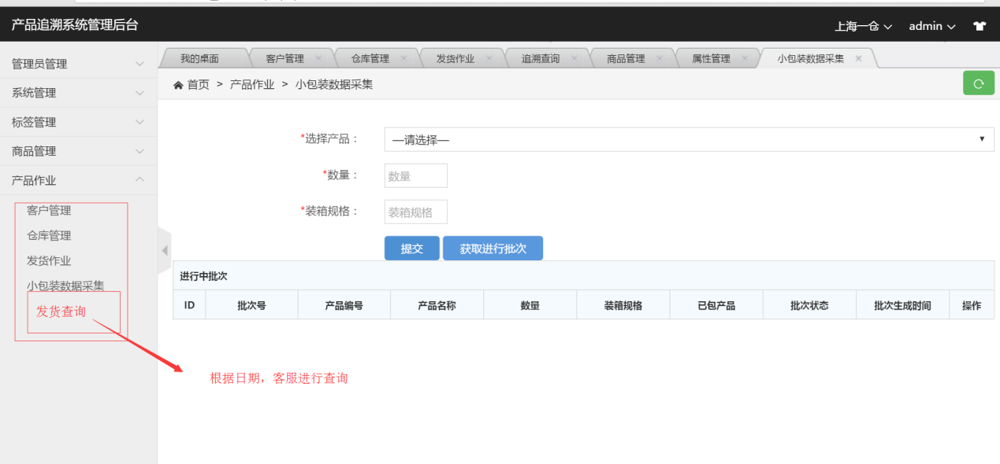 产品追溯系统管理后台
上海一仓 admin
管理员管理
系统管理
标签管理
商品管理
产品作业
客户管理
仓库管理
发货作业
小包装数据采集
发货查询
我的桌面 客户管理 仓库管理 发货作业 追溯查询 商品管理 属性管理 小包装数据采集
首页 > 产品作业 > 小包装数据采集
*选择产品： —请选择—
*数量： 数量
*装箱规格： 装箱规格
提交 获取进行批次
进行中批次
ID 批次号 产品编号 产品名称 数量 装箱规格 已包产品 批次状态 批次生成时间 操作
根据日期，客服进行查询